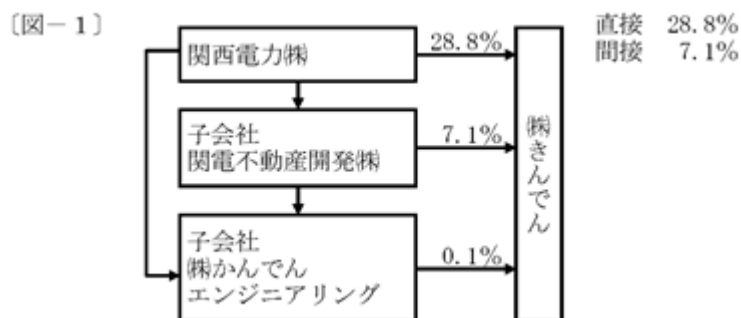 〔図－1〕
関西電力㈱
28.8%
直接 28.8%
間接 7.1%
子会社
関電不動産開発㈱
7.1%
㈱きんでん
子会社
㈱かんでん
エンジニアリング
0.1%